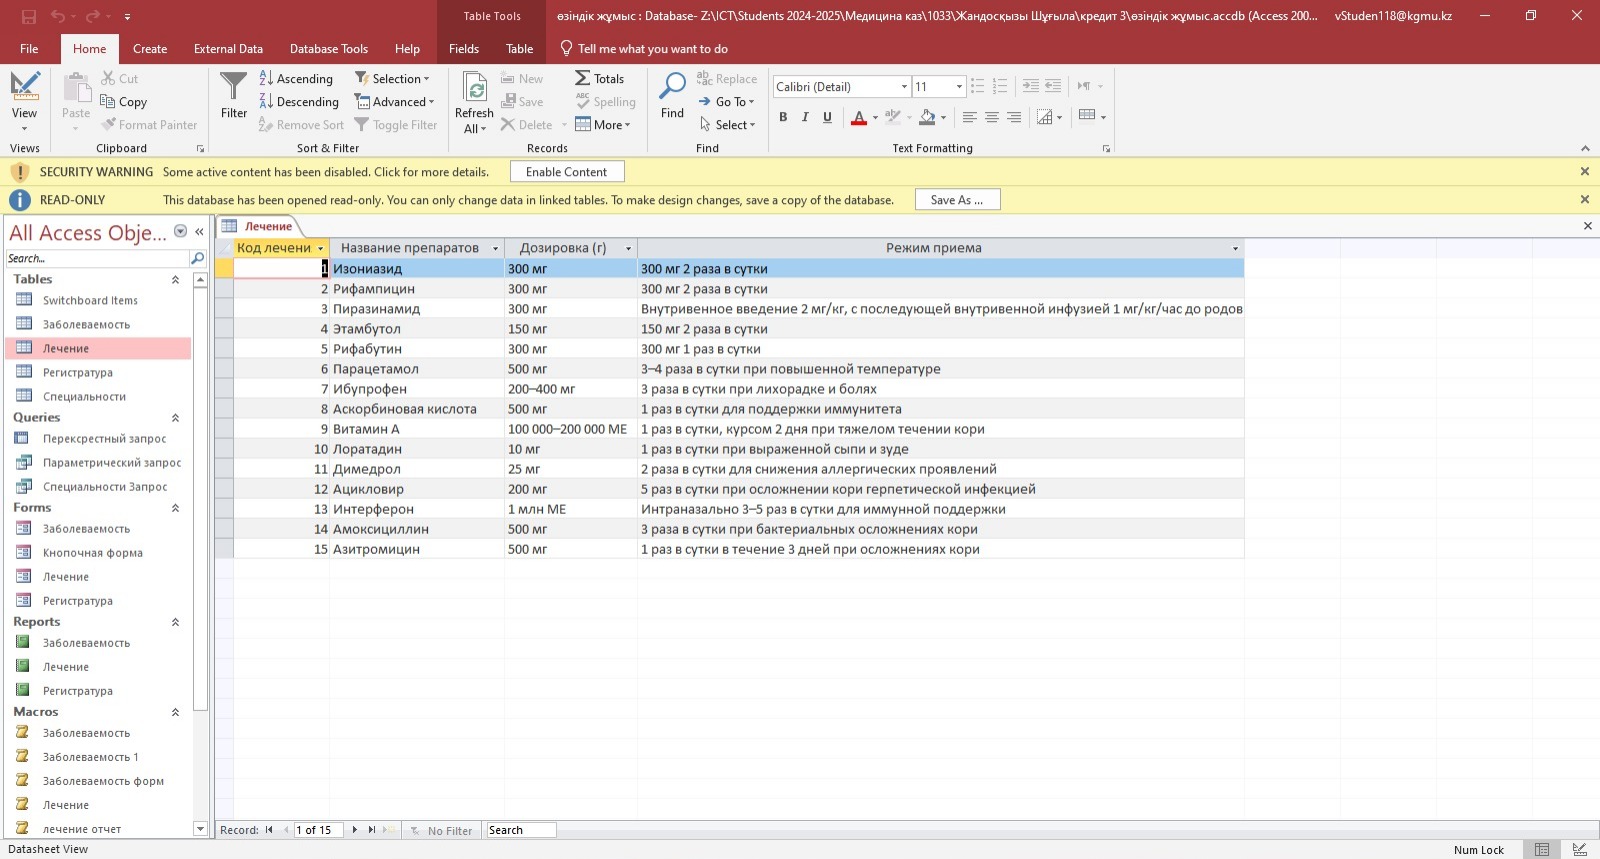 Table Tools
өзіндік жұмыс : Database- Z:\ICT\Students 2024-2025\Медицина каз\1033\Жандосқызы Шұғыла\кредит 3\өзіндік жұмыс.accdb (Access 200...
vStuden118@kgmu.kz
File Home Create External Data Database Tools Help Fields Table Tell me what you want to do
View
Views
Paste
Cut
Copy
Format Painter
Clipboard
Filter
Ascending
Descending
Remove Sort
Selection
Advanced
Toggle Filter
Sort & Filter
Refresh All
New
Save
Delete
Totals
Spelling
More
Records
Find
Replace
Go To
Select
Find
Calibri (Detail) 11
B I U A
Text Formatting
SECURITY WARNING Some active content has been disabled. Click for more details. Enable Content
READ-ONLY This database has been opened read-only. You can only change data in linked tables. To make design changes, save a copy of the database. Save As ...
All Access Obje...
Search...
Tables
Switchboard Items
Заболеваемость
Лечение
Регистратура
Специальности
Queries
Перексрестный запрос
Параметрический запрос
Специальности Запрос
Forms
Заболеваемость
Кнопочная форма
Лечение
Регистратура
Reports
Заболеваемость
Лечение
Регистратура
Macros
Заболеваемость
Заболеваемость 1
Заболеваемость форм
Лечение
лечение отчет
Лечение
Код лечени Название препаратов Дозировка (г) Режим приема
1 Изониазид 300 мг 300 мг 2 раза в сутки
2 Рифампицин 300 мг 300 мг 2 раза в сутки
3 Пиразинамид 300 мг Внутривенное введение 2 мг/кг, с последующей внутривенной инфузией 1 мг/кг/час до родов
4 Этамбутол 150 мг 150 мг 2 раза в сутки
5 Рифабутин 300 мг 300 мг 1 раз в сутки
6 Парацетамол 500 мг 3–4 раза в сутки при повышенной температуре
7 Ибупрофен 200–400 мг 3 раза в сутки при лихорадке и болях
8 Аскорбиновая кислота 500 мг 1 раз в сутки для поддержки иммунитета
9 Витамин А 100 000–200 000 МЕ 1 раз в сутки, курсом 2 дня при тяжелом течении кори
10 Лоратадин 10 мг 1 раз в сутки при выраженной сыпи и зуде
11 Димедрол 25 мг 2 раза в сутки для снижения аллергических проявлений
12 Ацикловир 200 мг 5 раз в сутки при осложнении кори герпетической инфекцией
13 Интерферон 1 млн МЕ Интраназально 3–5 раз в сутки для иммунной поддержки
14 Амоксициллин 500 мг 3 раза в сутки при бактериальных осложнениях кори
15 Азитромицин 500 мг 1 раз в сутки в течение 3 дней при осложнениях кори
Record: 1 of 15 No Filter Search
Datasheet View
Num Lock